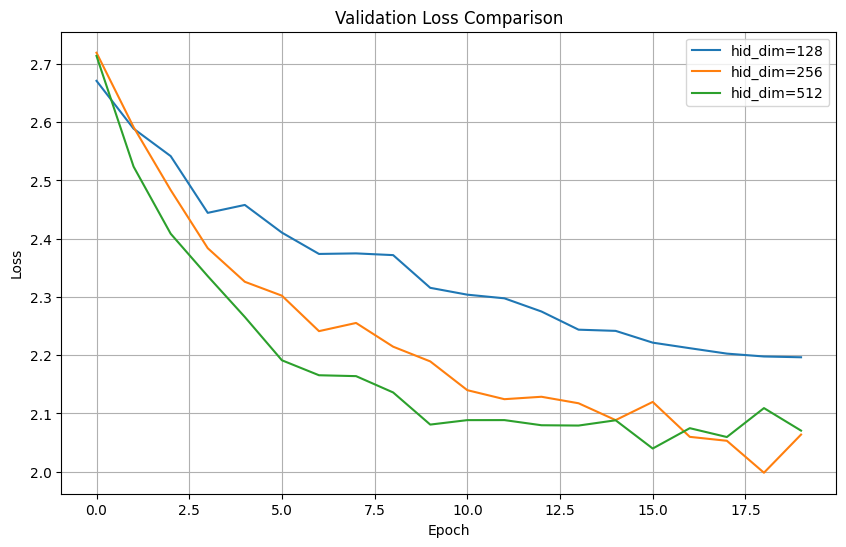 Validation Loss Comparison
hid_dim=128
hid_dim=256
hid_dim=512
Loss
2.7
2.6
2.5
2.4
2.3
2.2
2.1
2.0
0.0 2.5 5.0 7.5 10.0 12.5 15.0 17.5
Epoch